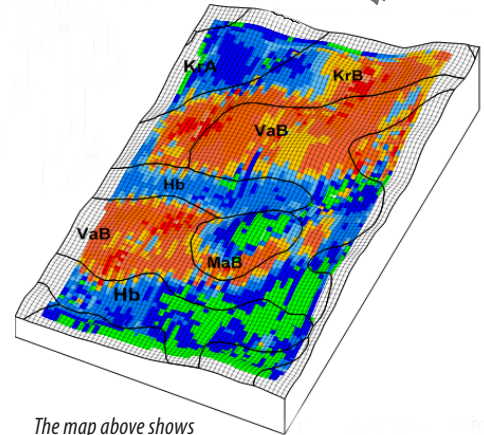 KrA
KrB
VaB
Hb
VaB
MaB
Hb
The map above shows